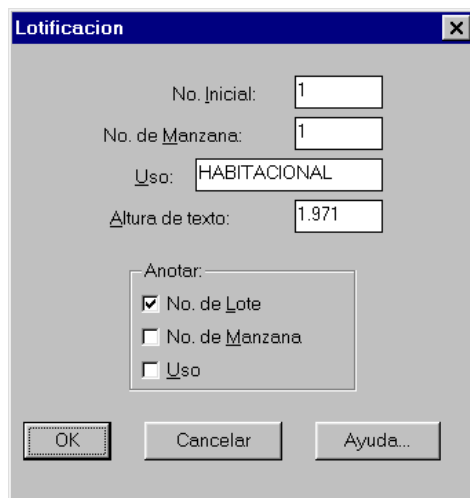 Lotificacion
No. Inicial: 1
No. de Manzana: 1
Uso: HABITACIONAL
Altura de texto: 1.971
Anotar:
No. de Lote
No. de Manzana
Uso
OK Cancelar Ayuda...